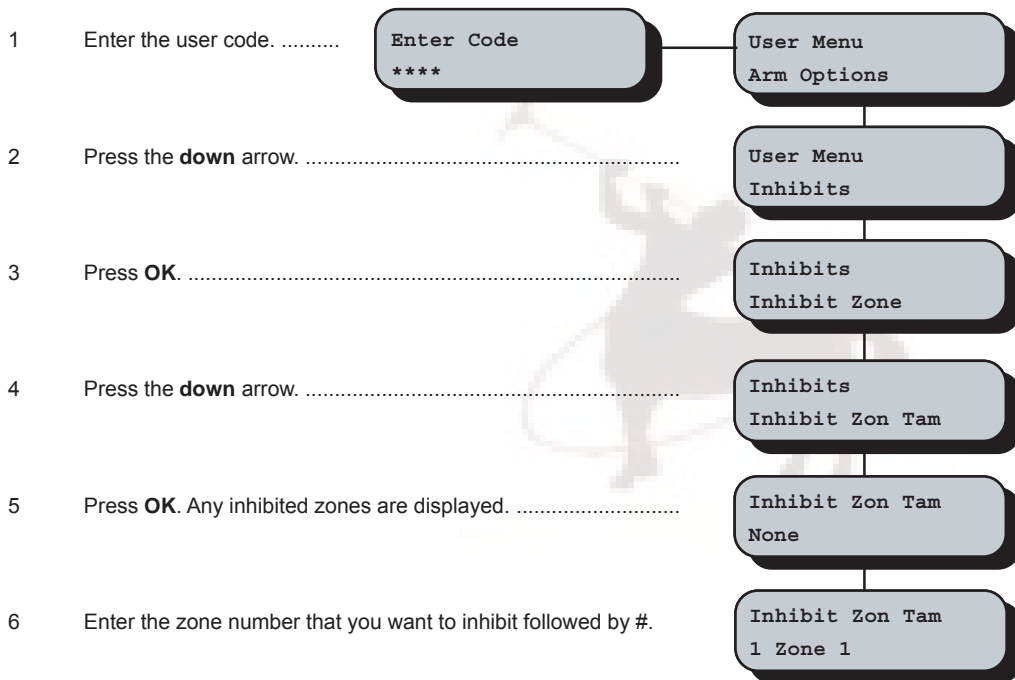 1 Enter the user code. ..........
Enter Code
****
User Menu
Arm Options
2 Press the down arrow. .................................................................
User Menu
Inhibits
3 Press OK. .....................................................................................
Inhibits
Inhibit Zone
4 Press the down arrow. .................................................................
Inhibits
Inhibit Zon Tam
5 Press OK. Any inhibited zones are displayed. ............................
Inhibit Zon Tam
None
6 Enter the zone number that you want to inhibit followed by #.
Inhibit Zon Tam
1 Zone 1